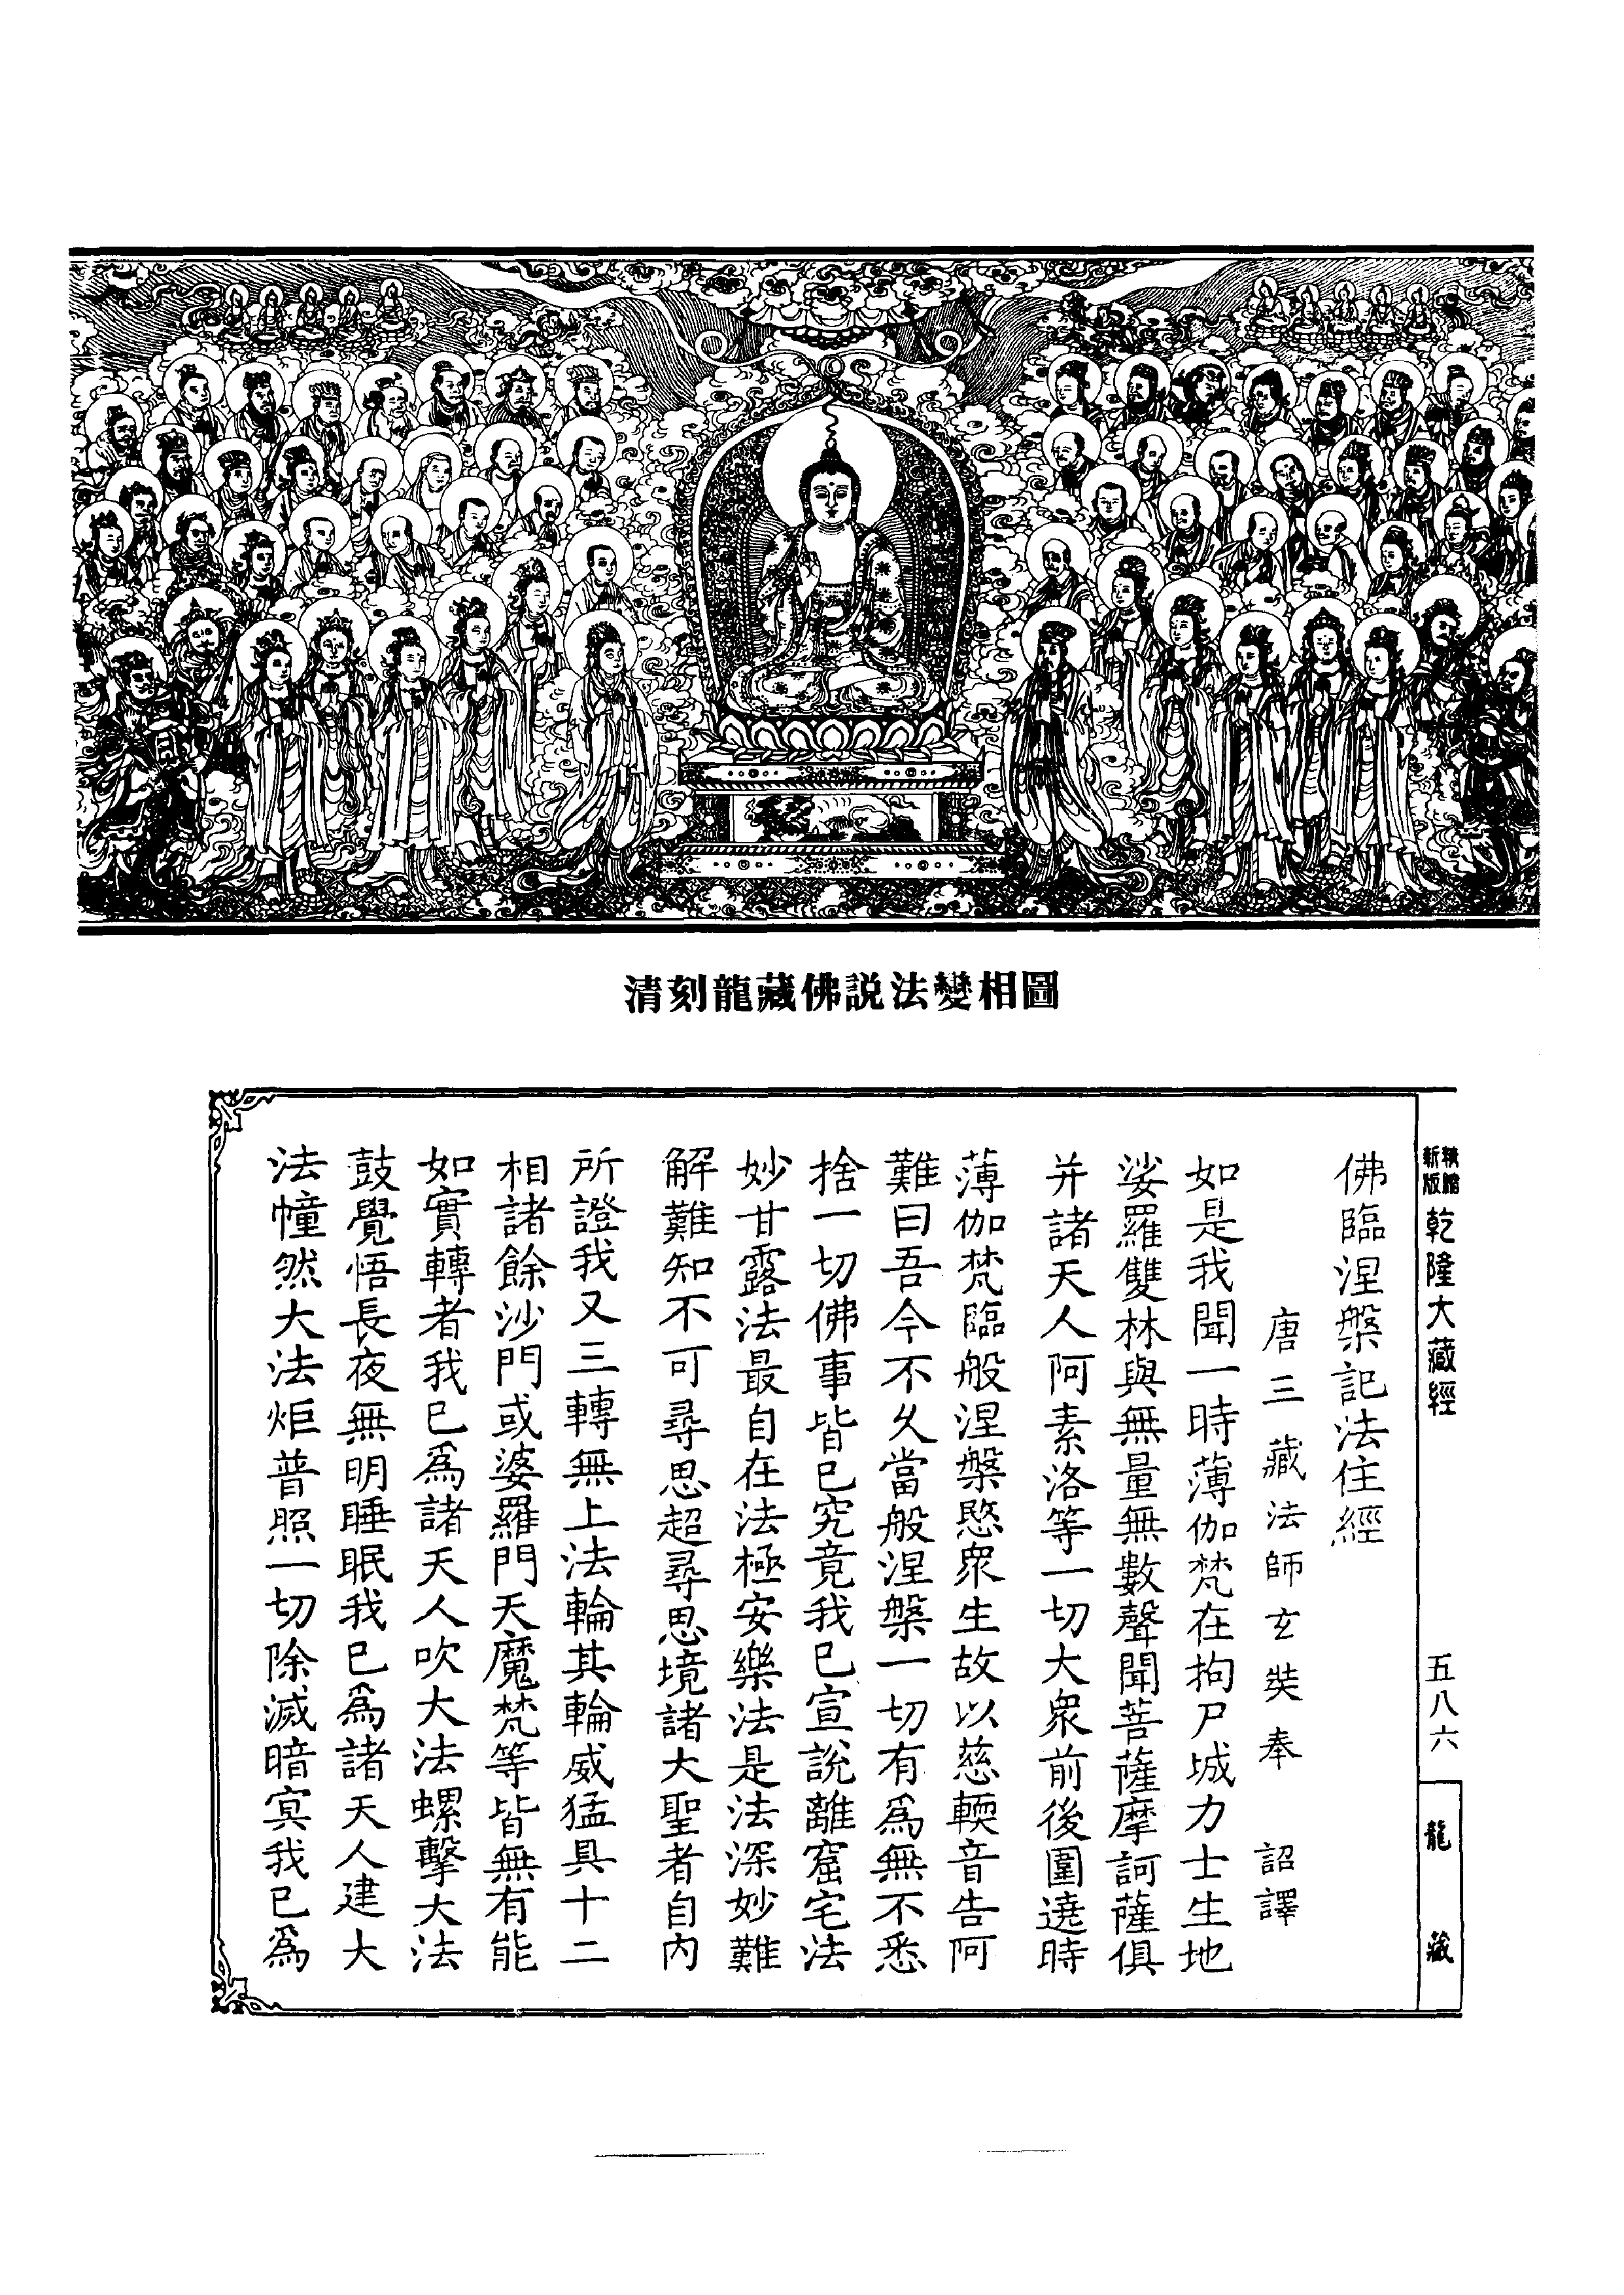 清刻龍藏佛説法變相圖
新版
精縮
乾隆大藏經
五八六
龍藏
佛臨涅槃記法住經
唐三藏法師玄奘奉 詔譯
如是我聞一時薄伽梵在拘尸城力士生地
娑羅雙林與無量無數聲聞菩薩摩訶薩俱
并諸天人阿素洛等一切大衆前後圍遶時
薄伽梵臨般涅槃愍衆生故以慈輭音告阿
難曰吾今不久當般涅槃一切有爲無不悉
捨一切佛事皆已究竟我已宣説離窟宅法
妙甘露法最自在法極安樂法是法深妙難
解難知不可尋思超尋思境諸大聖者自内
所證我又三轉無上法輪其輪威猛具十二
相諸餘沙門或婆羅門天魔梵等皆無有能
如實轉者我已爲諸天人吹大法螺擊大法
鼓覺悟長夜無明睡眠我已爲諸天人建大
法幢然大法炬普照一切除滅暗冥我已爲